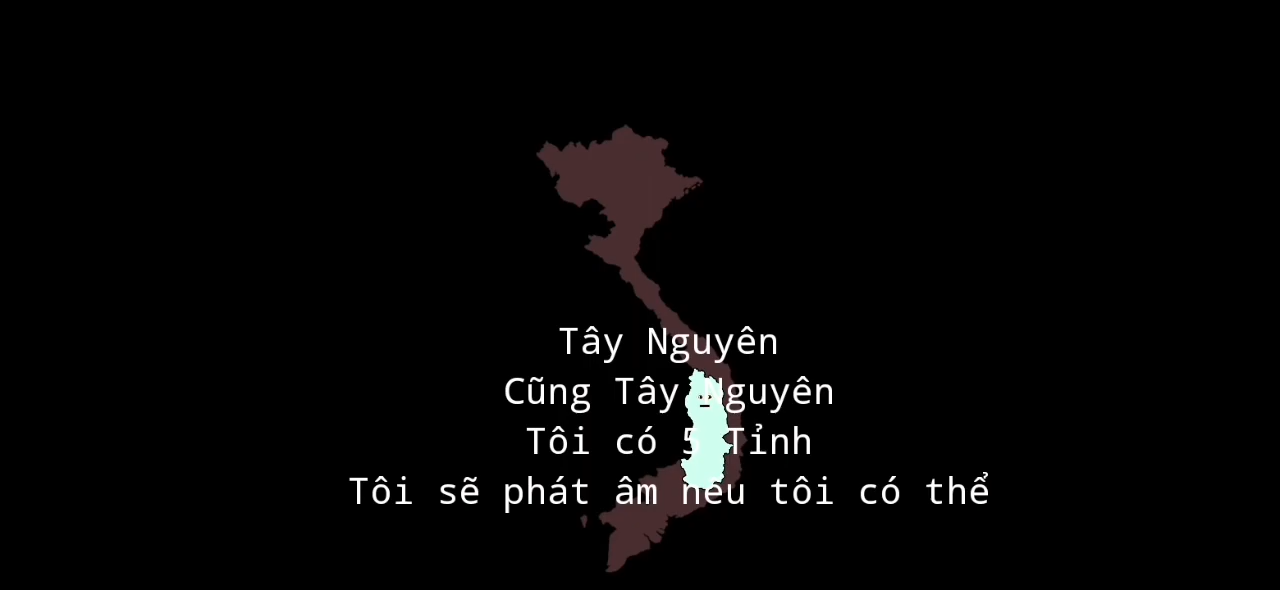 Tây Nguyên
Cũng Tây Nguyên
Tôi có 5 Tỉnh
Tôi sẽ phát âm nếu tôi có thể